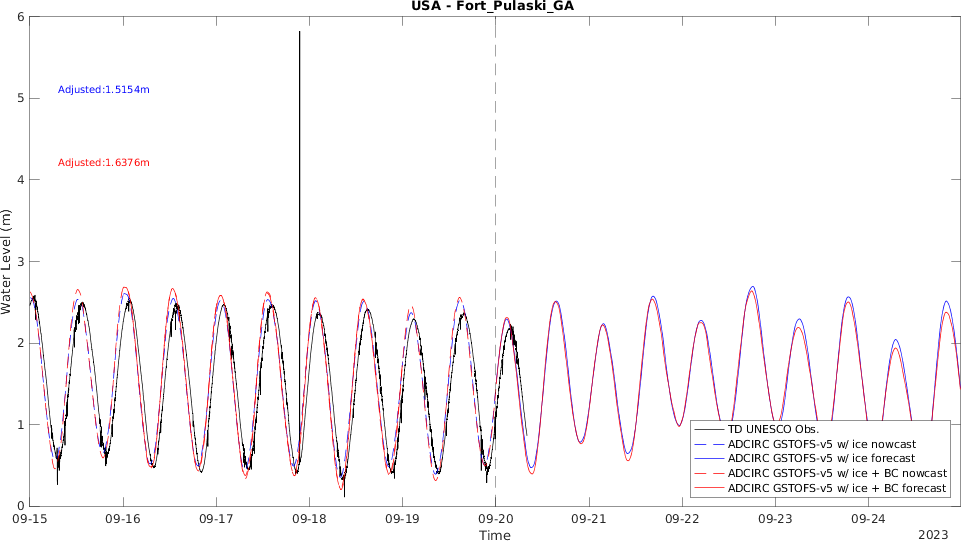 USA - Fort_Pulaski_GA
6
5
4
3
2
1
0
Water Level (m)
Adjusted:1.5154m
Adjusted:1.6376m
TD UNESCO Obs.
ADCIRC GSTOFS-v5 w/ ice nowcast
ADCIRC GSTOFS-v5 w/ ice forecast
ADCIRC GSTOFS-v5 w/ ice + BC nowcast
ADCIRC GSTOFS-v5 w/ ice + BC forecast
09-15 09-16 09-17 09-18 09-19 09-20 09-21 09-22 09-23 09-24
Time
2023